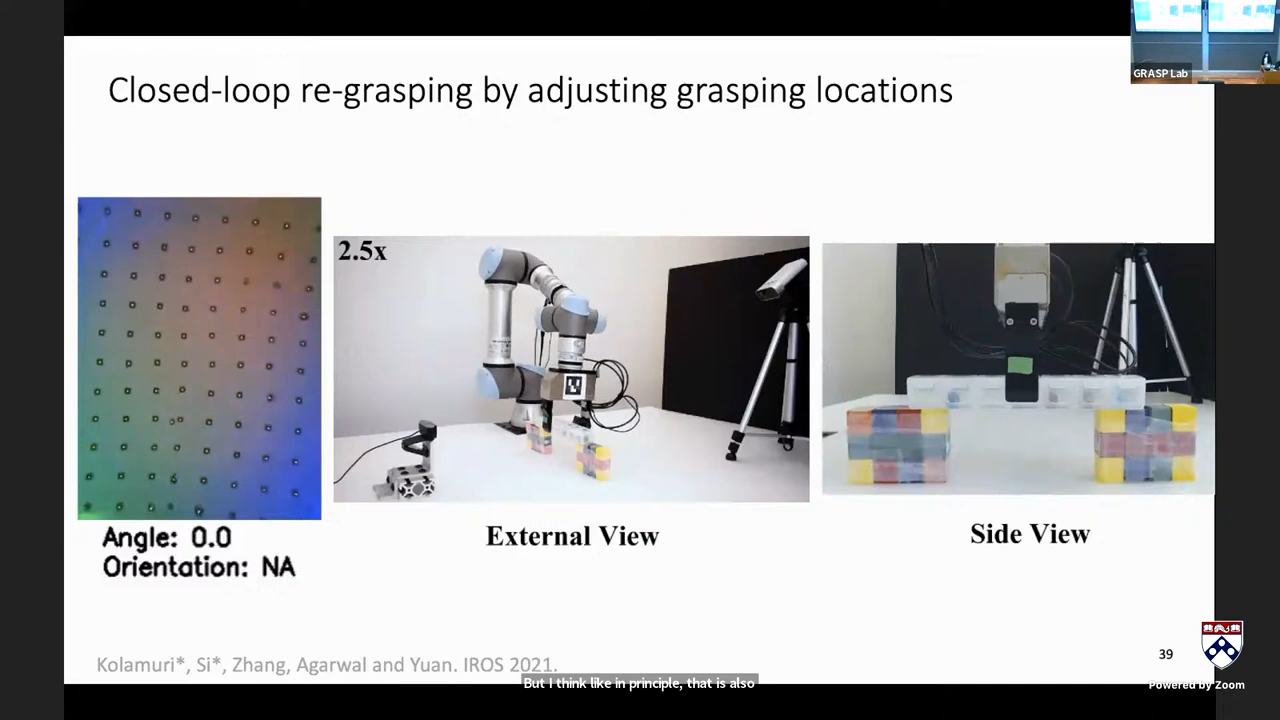 GRASP Lab
Closed-loop re-grasping by adjusting grasping locations
2.5x
Angle: 0.0
Orientation: NA
External View
Side View
Kolamuri*, Si*, Zhang, Agarwal and Yuan. IROS 2021.
39
But I think like in principle, that is also
Powered by Zoom